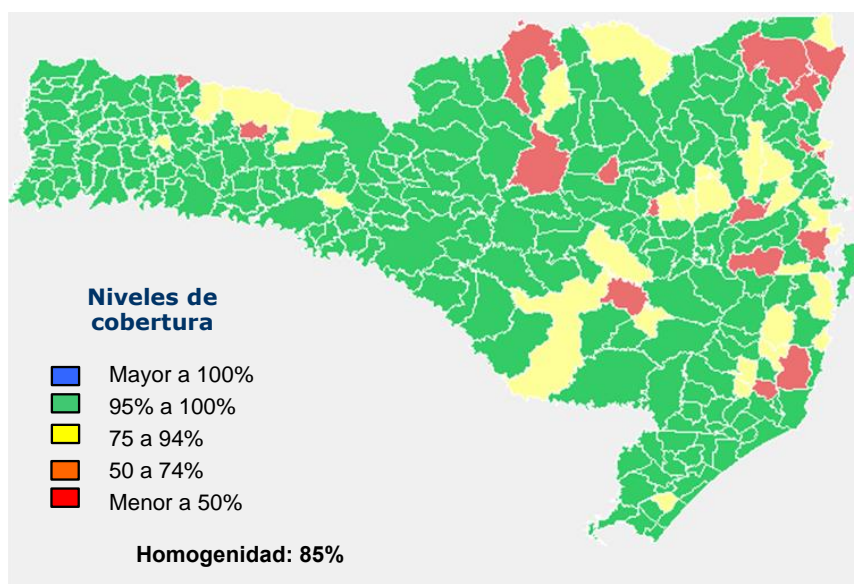 Niveles de
cobertura
Mayor a 100%
95% a 100%
75 a 94%
50 a 74%
Menor a 50%
Homogenidad: 85%